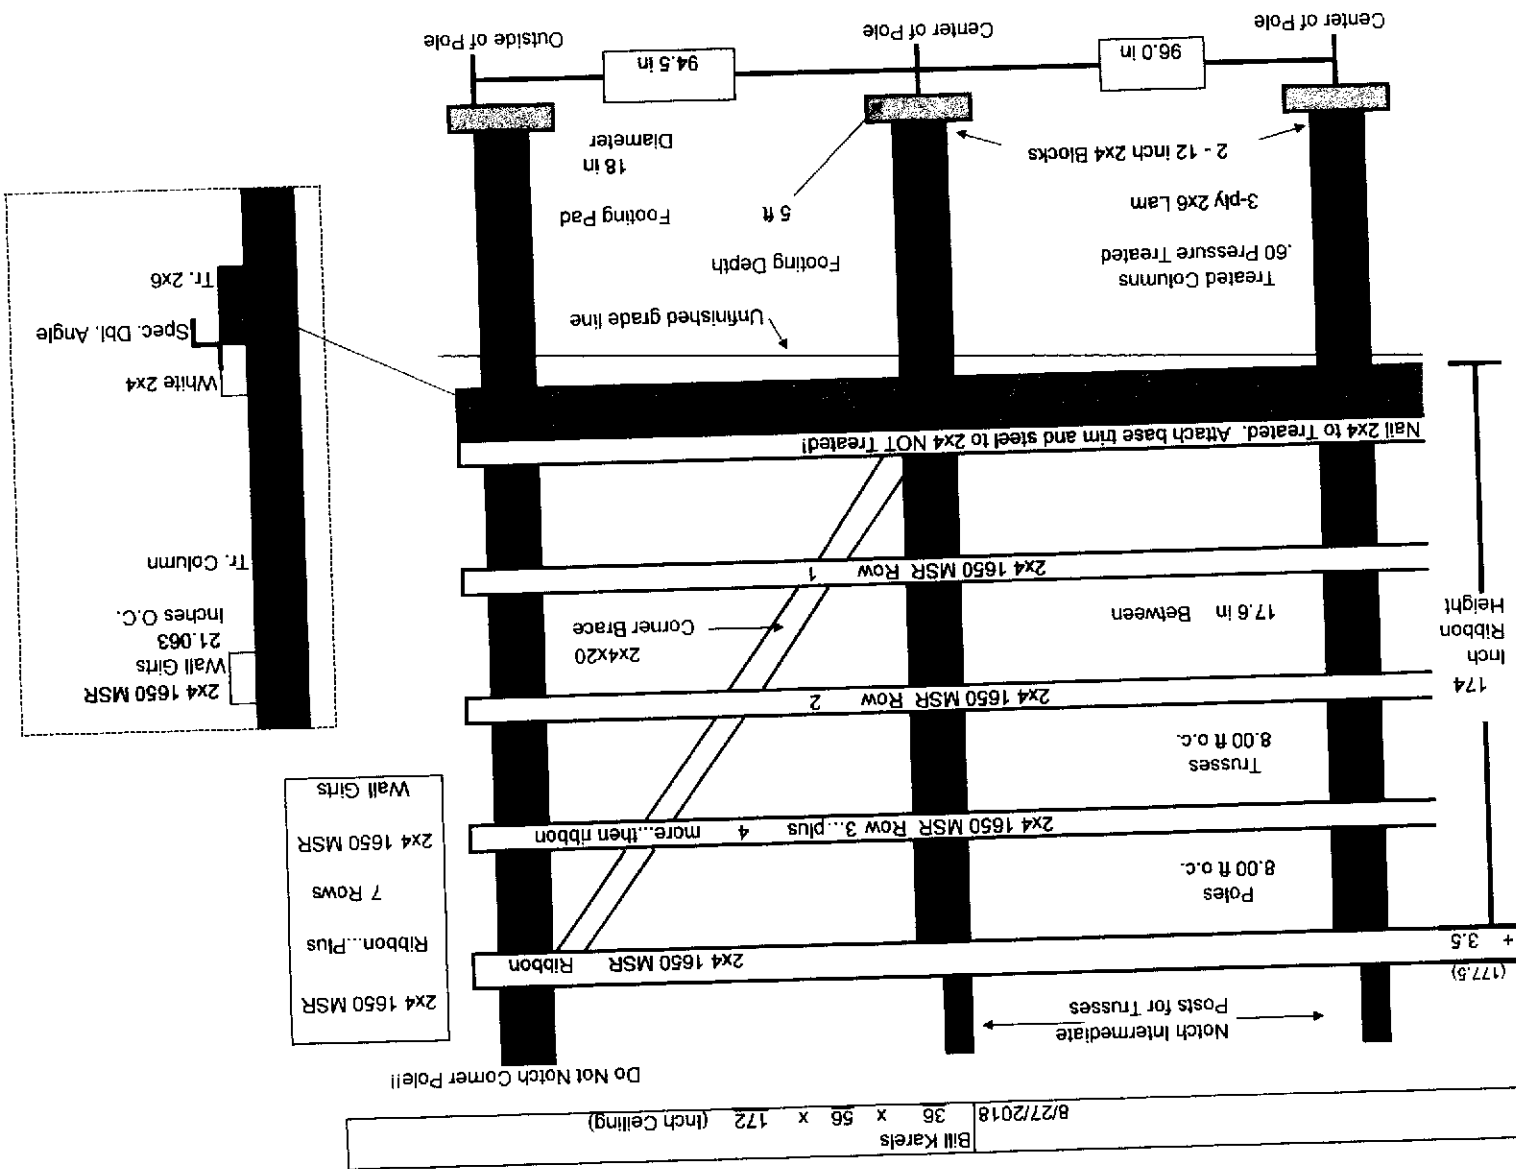 Bill Karels
8/27/2018 36 x 56 x 172 (Inch Ceiling)
Do Not Notch Corner Pole!!
Notch Intermediate
Posts for Trusses
(177.5)
+ 3.5
2x4 1650 MSR Ribbon
2x4 1650 MSR
Ribbon...Plus
7 Rows
2x4 1650 MSR
Wall Girts
Poles
8.00 ft o.c.
2x4 1650 MSR Row 3...plus 4 more...then ribbon
Trusses
8.00 ft o.c.
174
Inch
Ribbon
Height
2x4 1650 MSR Row 2
17.6 in Between
2x4x20
Corner Brace
2x4 1650 MSR Row 1
Nail 2x4 to Treated. Attach base trim and steel to 2x4 NOT Treated!
2x4 1650 MSR
Wall Girts
21.063
Inches O.C.
Tr. Column
White 2x4
Spec. Dbl. Angle
Tr. 2x6
Unfinished grade line
Treated Columns
.60 Pressure Treated
3-ply 2x6 Lam
2 - 12 inch 2x4 Blocks
Footing Depth
5 ft
Footing Pad
18 in
Diameter
96.0 in
94.5 in
Center of Pole
Center of Pole
Outside of Pole